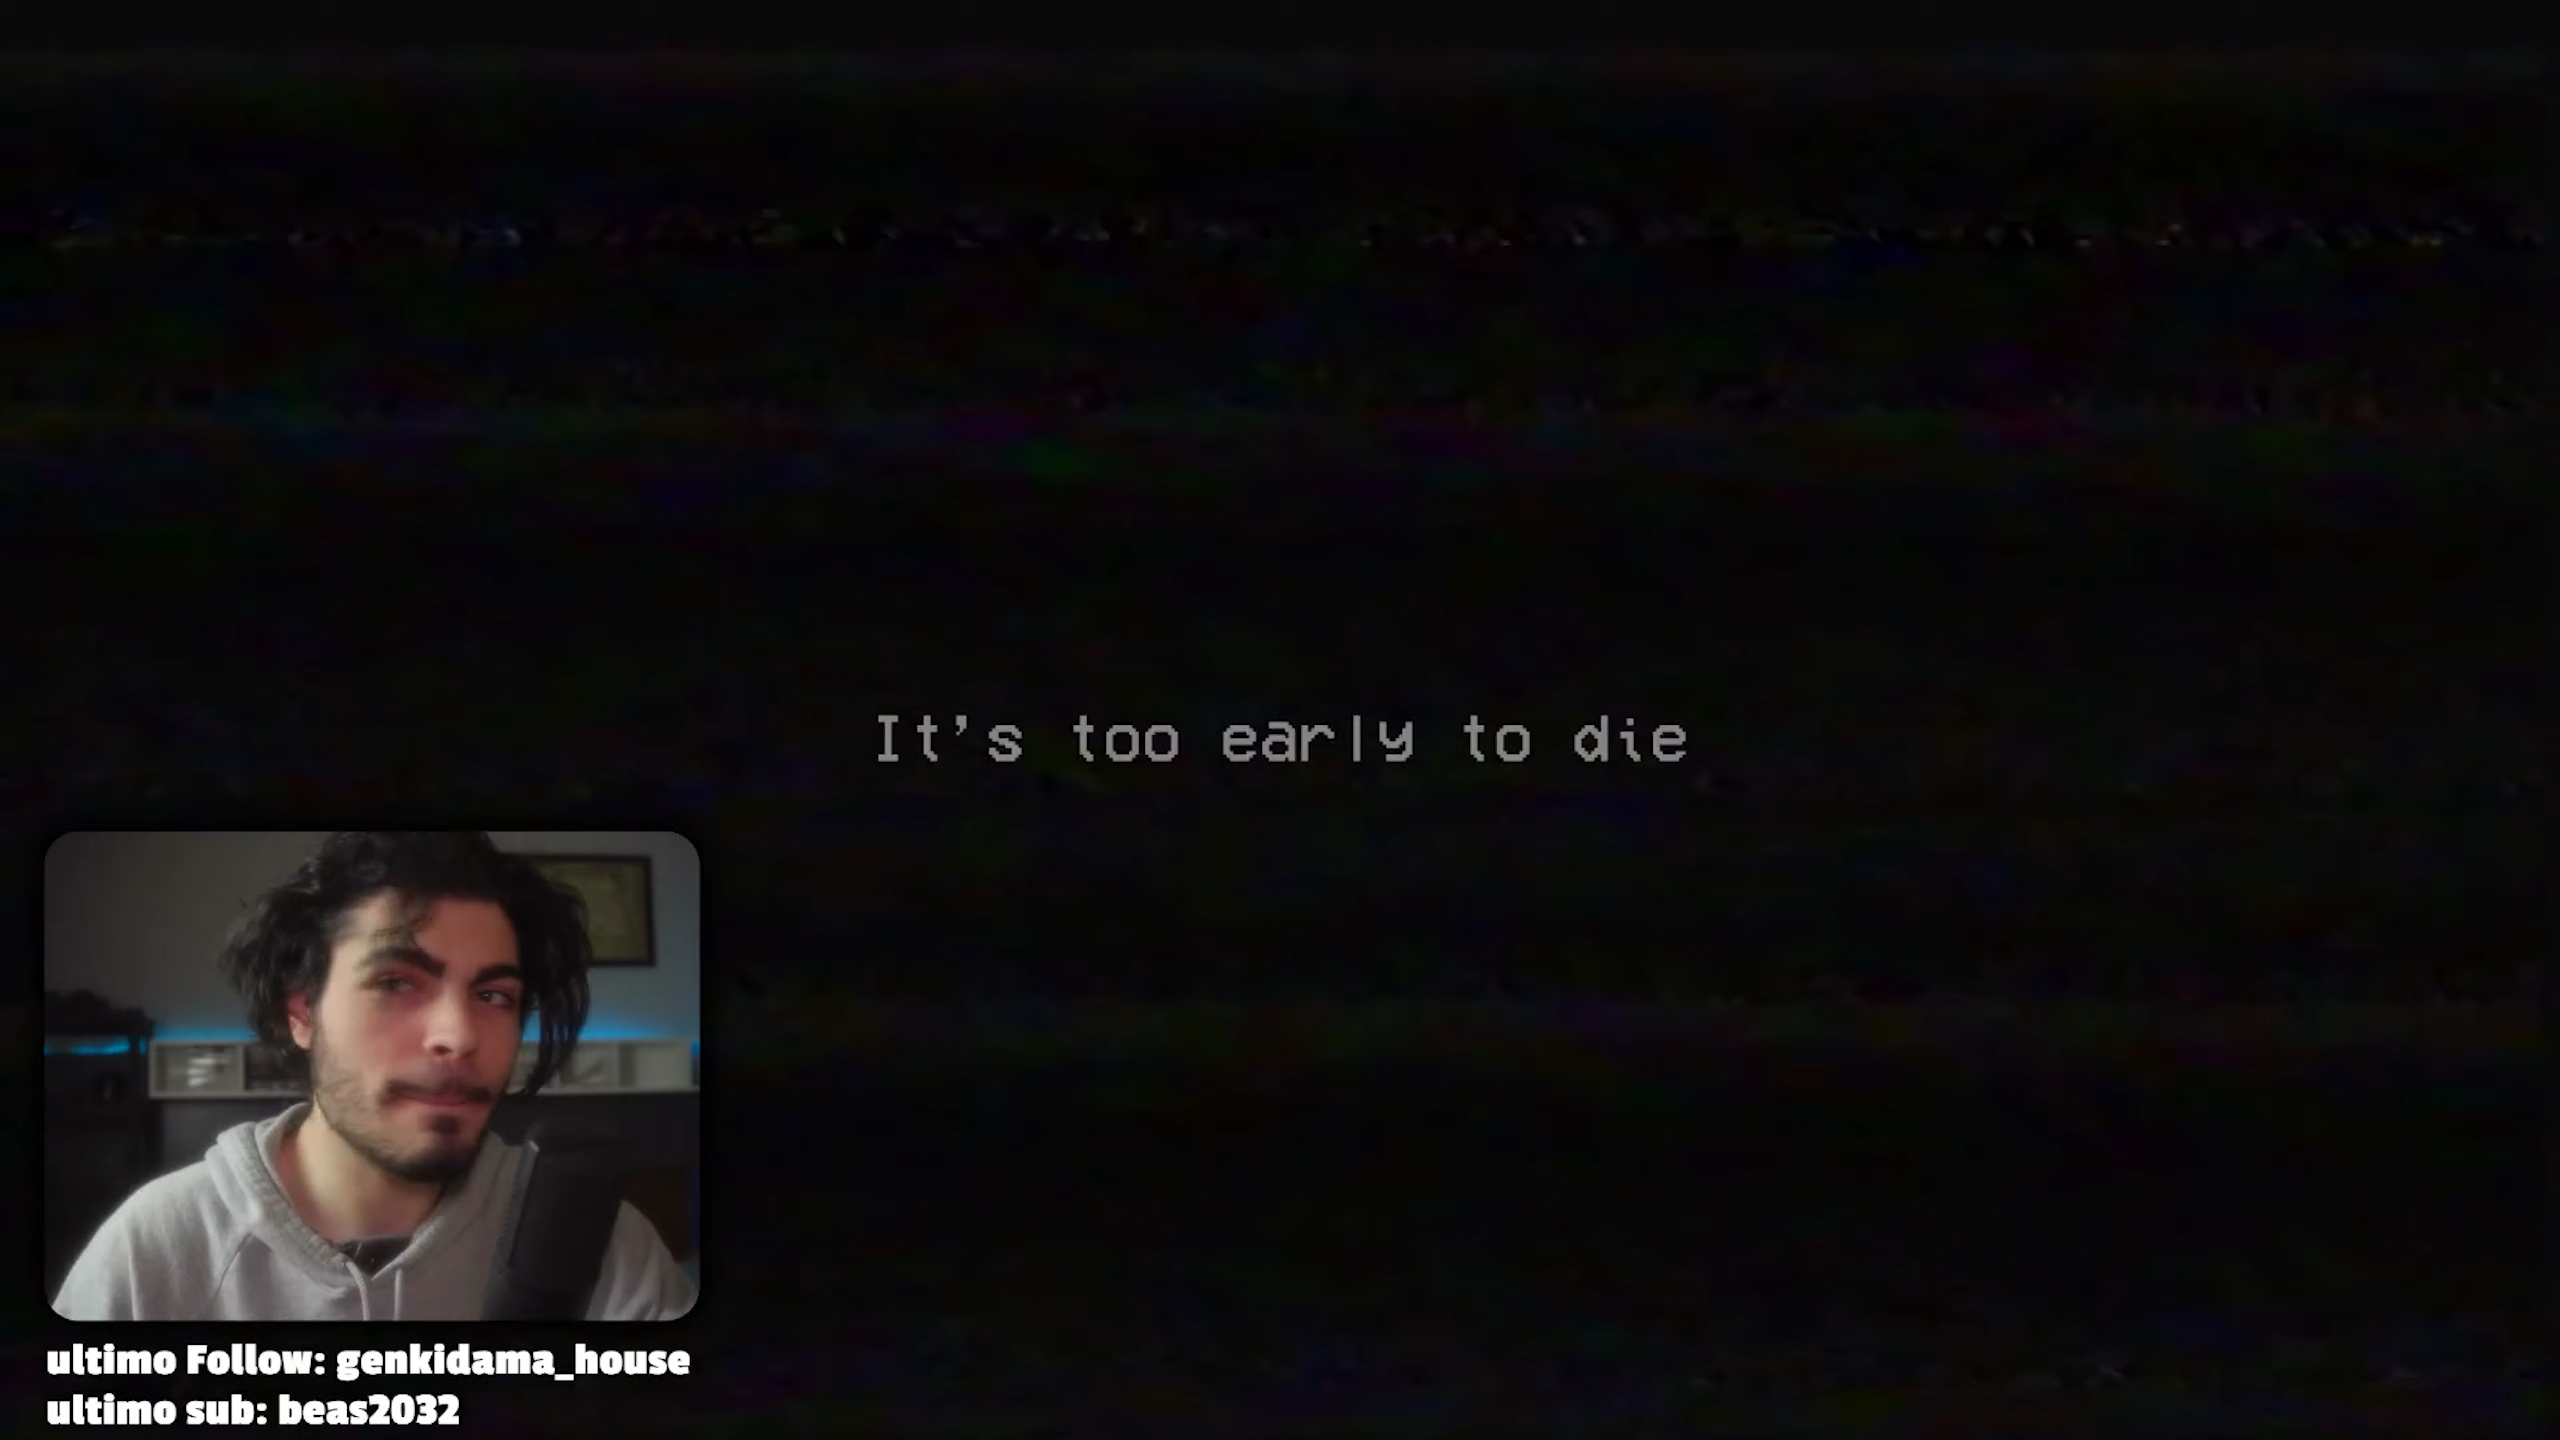 It's too early to die
ultimo Follow: genkidama_house
ultimo sub: beas2032